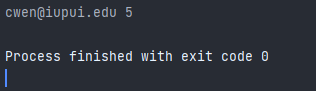 cwen@iupui.edu 5
Process finished with exit code 0